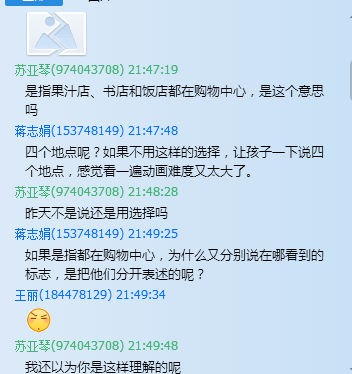 苏亚琴(974043708) 21:47:19
是指果汁店、书店和饭店都在购物中心，是这个意思
吗
蒋志娟(153748149) 21:47:48
四个地点呢？如果不用这样的选择，让孩子一下说四
个地点，感觉看一遍动画难度又太大了。
苏亚琴(974043708) 21:48:28
昨天不是说还是用选择吗
蒋志娟(153748149) 21:49:25
如果是指都在购物中心，为什么又分别说在哪看到的
标志，是把他们分开表述的呢？
王丽(184478129) 21:49:34
苏亚琴(974043708) 21:49:48
我还以为你是这样理解的呢